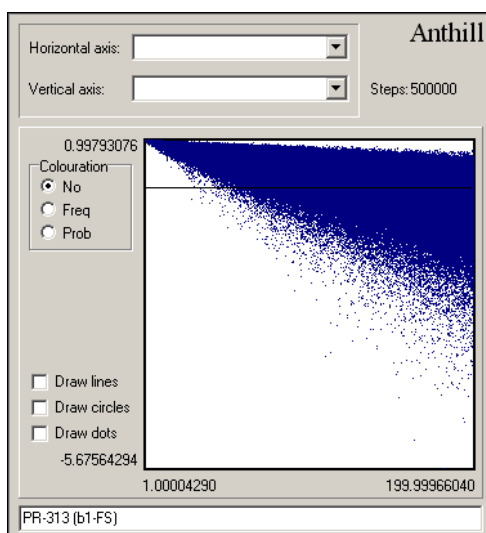 Anthill
Horizontal axis:
Vertical axis:
Steps: 500000
0.99793076
Colouration
No
Freq
Prob
Draw lines
Draw circles
Draw dots
-5.67564294
1.00004290
199.99966040
PR-313 (b1-FS)